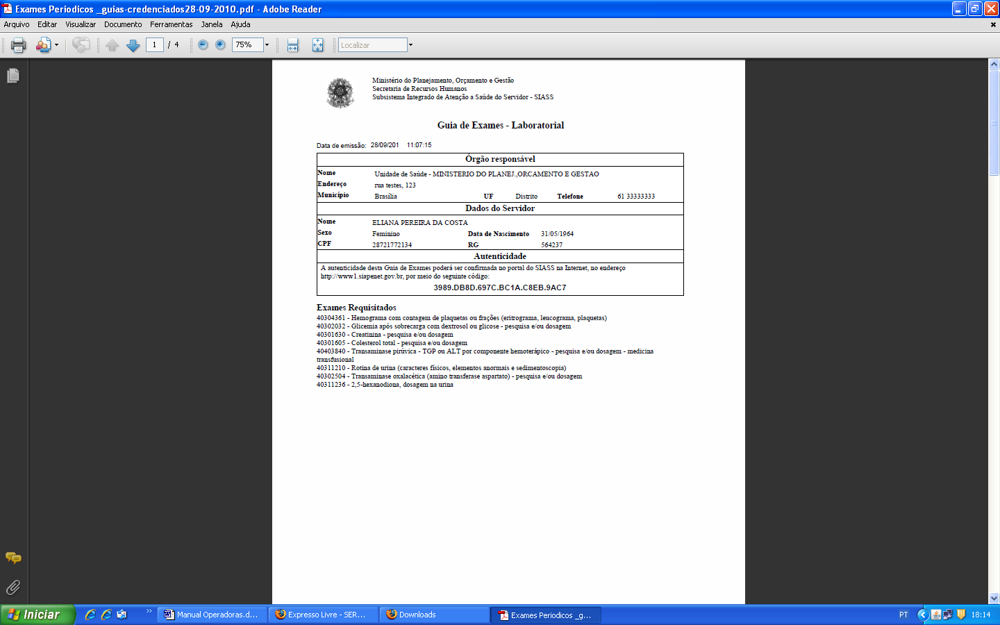 Exames Periodicos _guias-credenciados28-09-2010.pdf - Adobe Reader
Arquivo Editar Visualizar Documento Ferramentas Janela Ajuda
1 / 4 75% Localizar
Ministério do Planejamento, Orçamento e Gestão
Secretaria de Recursos Humanos
Subsistema Integrado de Atenção a Saúde do Servidor - SIASS
Guia de Exames - Laboratorial
Data de emissão: 28/09/201 11:07:15
Órgão responsável
Nome Unidade de Saúde - MINISTERIO DO PLANEJ.,ORCAMENTO E GESTAO
Endereço rua testes, 123
Município Brasília UF Distrito Telefone 61 33333333
Dados do Servidor
Nome ELIANA PEREIRA DA COSTA
Sexo Feminino Data de Nascimento 31/05/1964
CPF 28721772134 RG 564237
Autenticidade
A autenticidade desta Guia de Exames poderá ser confirmada no portal do SIASS na Internet, no endereço
http://www1.siapenet.gov.br, por meio do seguinte código:
3989.DB8D.697C.BC1A.C8EB.9AC7
Exames Requisitados
40304361 - Hemograma com contagem de plaquetas ou frações (eritrograma, leucograma, plaquetas)
40302032 - Glicemia após sobrecarga com dextrosol ou glicose - pesquisa e/ou dosagem
40301630 - Creatinina - pesquisa e/ou dosagem
40301605 - Colesterol total - pesquisa e/ou dosagem
40403840 - Transaminase pirúvica - TGP ou ALT por componente hemoterápico - pesquisa e/ou dosagem - medicina
transfusional
40311210 - Rotina de urina (caracteres físicos, elementos anormais e sedimentoscopia)
40302504 - Transaminase oxalacética (amino transferase aspartato) - pesquisa e/ou dosagem
40311236 - 2,5-hexanodiona, dosagem na urina
Iniciar » Manual Operadoras.d... Expresso Livre - SER... Downloads Exames Periodicos _g... PT 18:14